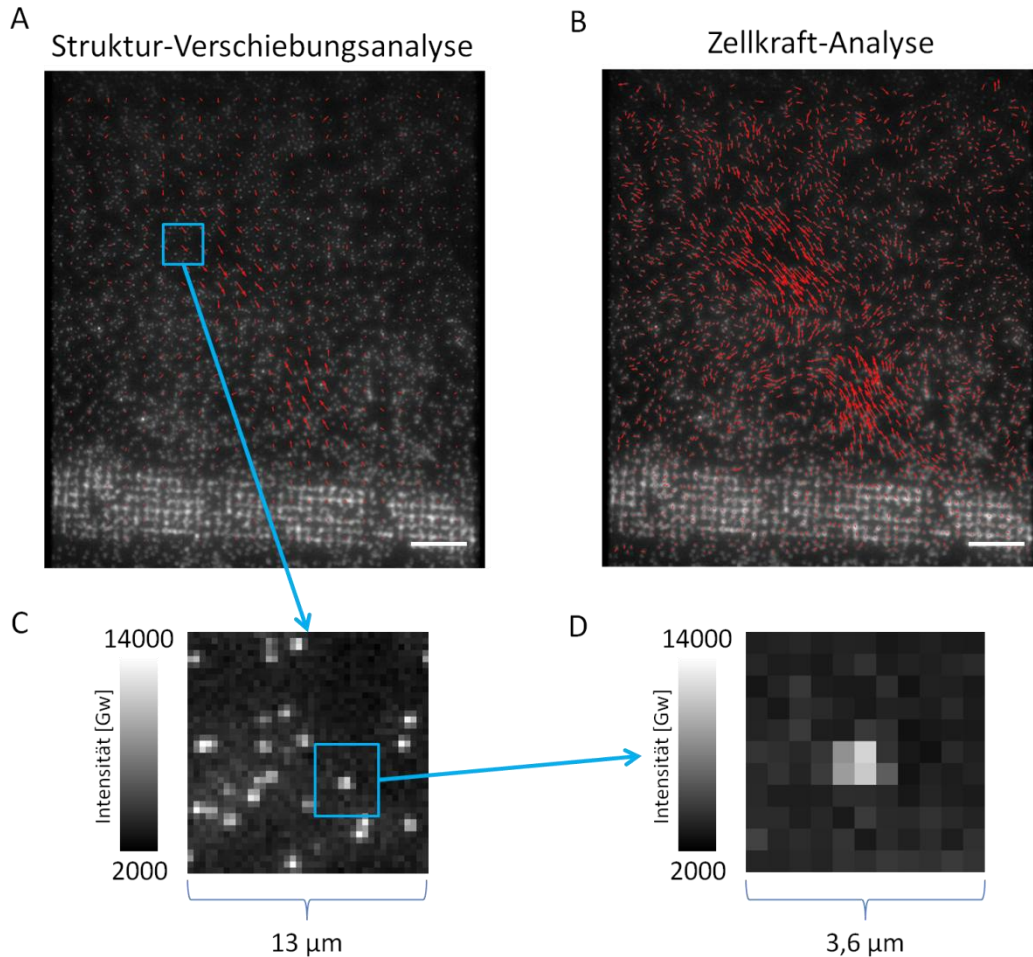 A
Struktur-Verschiebungsanalyse
B
Zellkraft-Analyse
C
14000
Intensität [Gw]
2000
13 µm
D
14000
Intensität [Gw]
2000
3,6 µm